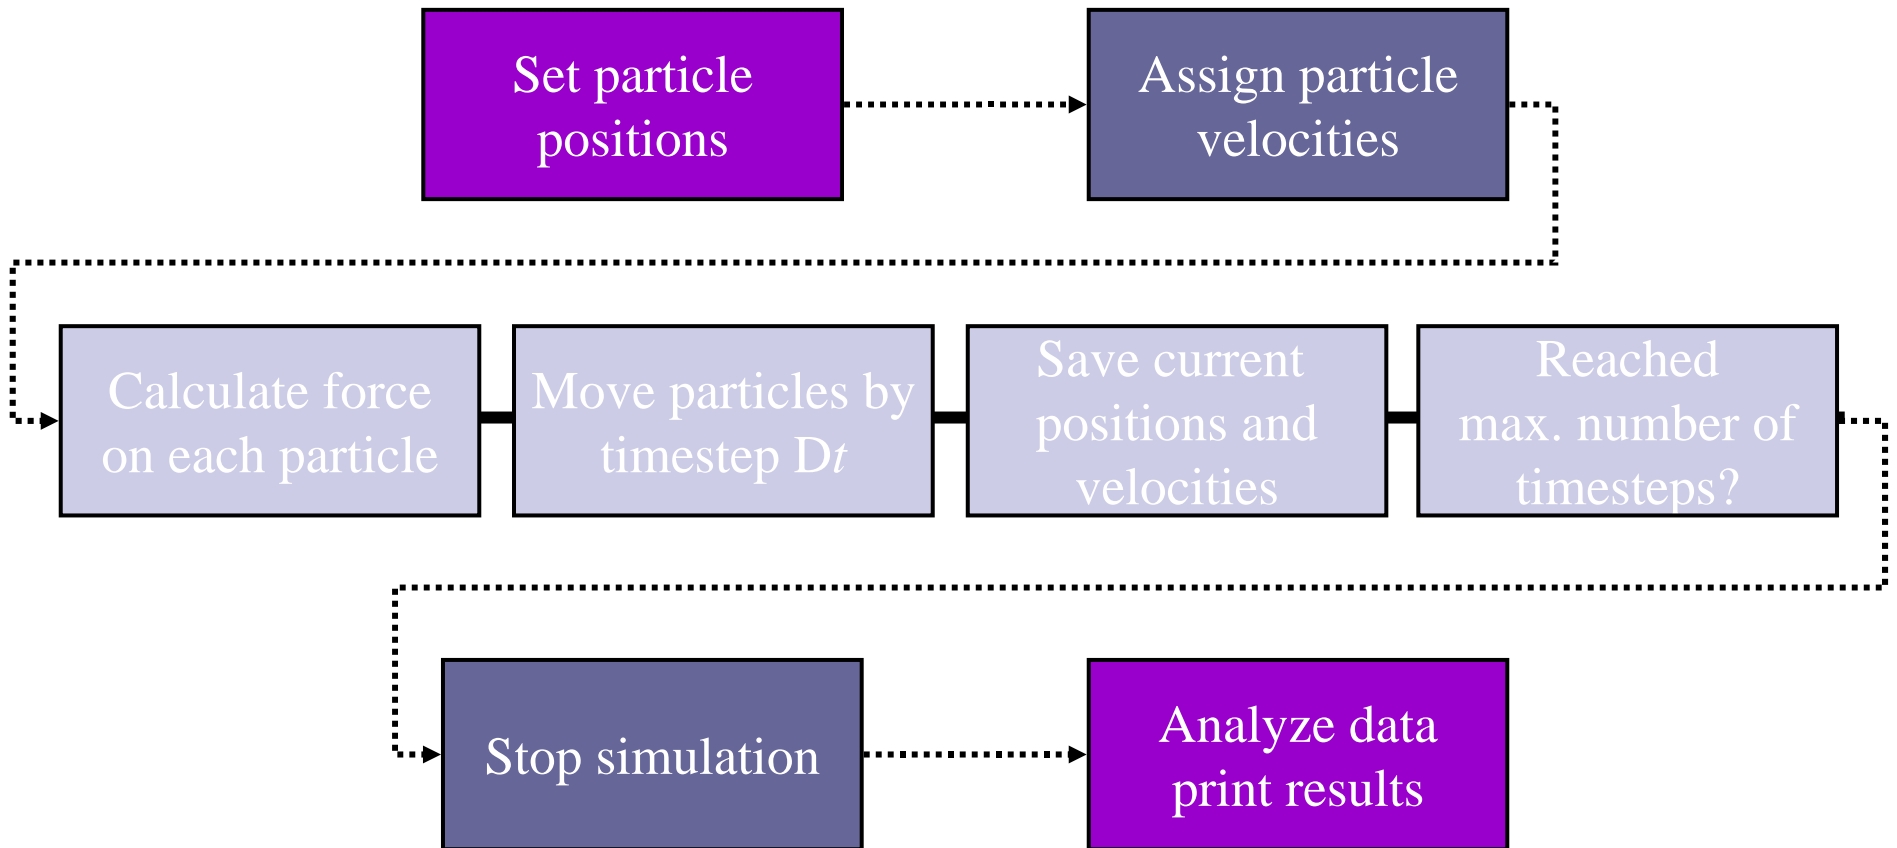 Set particle
positions
Assign particle
velocities
Calculate force
on each particle
Move particles by
timestep Dt
Save current
positions and
velocities
Reached
max. number of
timesteps?
Stop simulation
Analyze data
print results